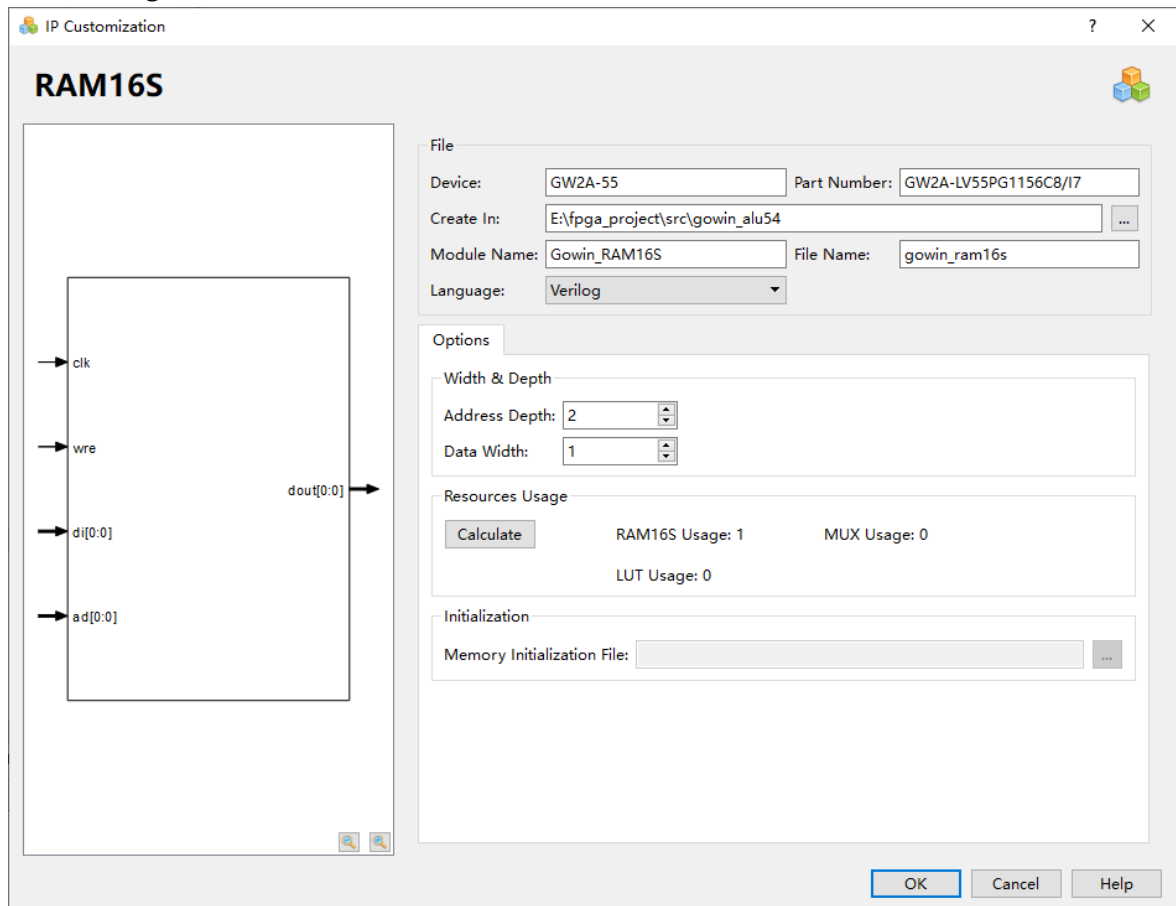 IP Customization ? ×
RAM16S
clk
wre
dout[0:0]
di[0:0]
ad[0:0]
File
Device: GW2A-55 Part Number: GW2A-LV55PG1156C8/I7
Create In: E:\fpga_project\src\gowin_alu54 ...
Module Name: Gowin_RAM16S File Name: gowin_ram16s
Language: Verilog
Options
Width & Depth
Address Depth: 2
Data Width: 1
Resources Usage
Calculate RAM16S Usage: 1 MUX Usage: 0
LUT Usage: 0
Initialization
Memory Initialization File: ...
OK Cancel Help